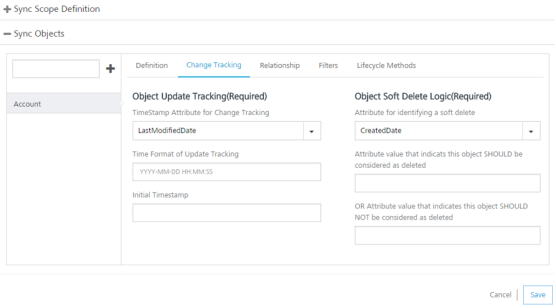 Sync Scope Definition
Sync Objects
Definition Change Tracking Relationship Filters Lifecycle Methods
Account
Object Update Tracking(Required)
TimeStamp Attribute for Change Tracking
LastModifiedDate
Time Format of Update Tracking
YYYY-MM-DD HH:MM:SS
Initial Timestamp
Object Soft Delete Logic(Required)
Attribute for identifying a soft delete
CreatedDate
Attribute value that indicats this object SHOULD be
considered as deleted
OR Attribute value that indicates this object SHOULD
NOT be considered as deleted
Cancel Save